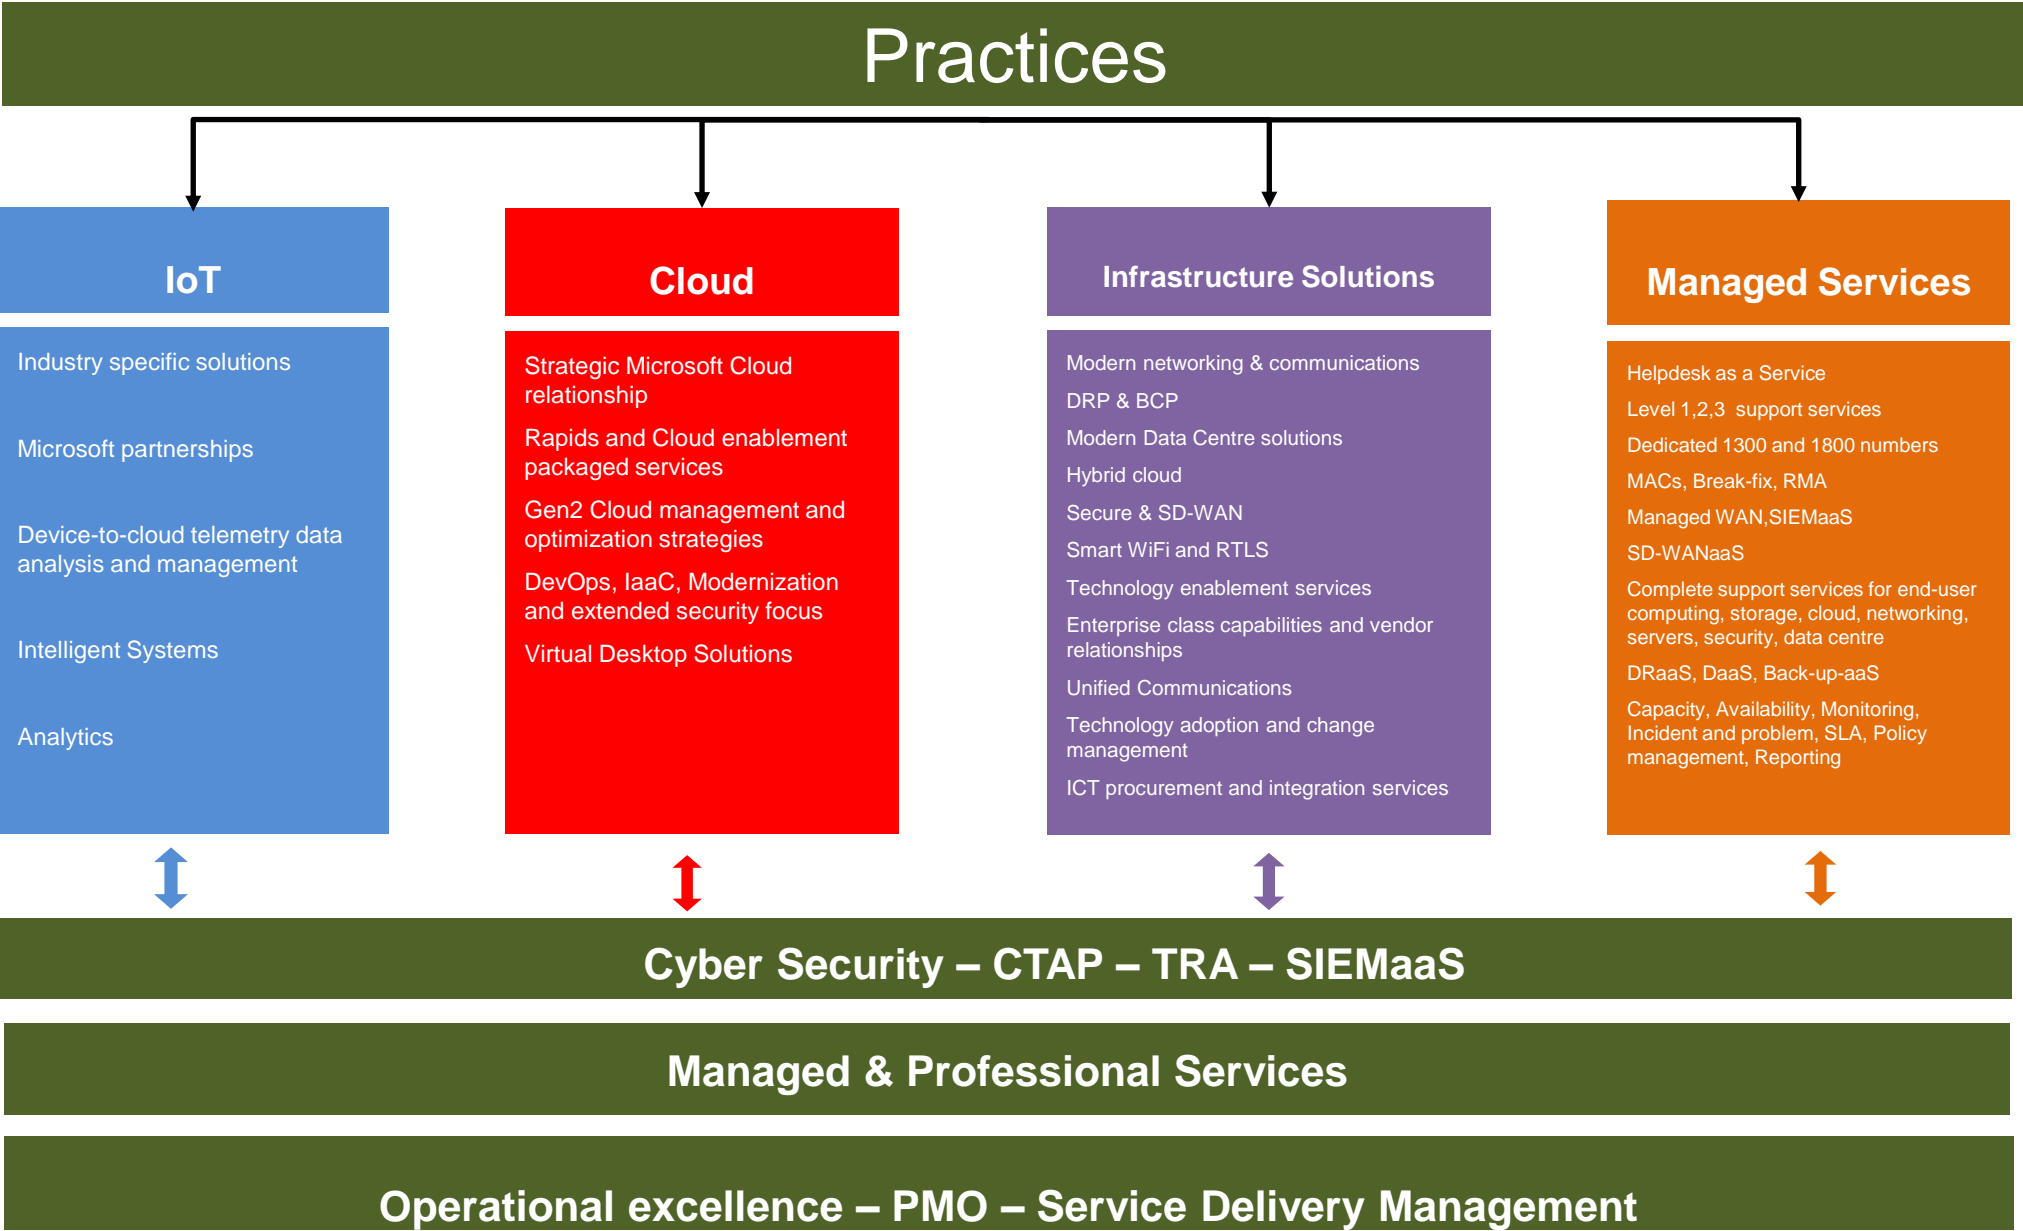 Practices
IoT
Industry specific solutions
Microsoft partnerships
Device-to-cloud telemetry data
analysis and management
Intelligent Systems
Analytics
Cloud
Strategic Microsoft Cloud
relationship
Rapids and Cloud enablement
packaged services
Gen2 Cloud management and
optimization strategies
DevOps, IaaC, Modernization
and extended security focus
Virtual Desktop Solutions
Infrastructure Solutions
Modern networking & communications
DRP & BCP
Modern Data Centre solutions
Hybrid cloud
Secure & SD-WAN
Smart WiFi and RTLS
Technology enablement services
Enterprise class capabilities and vendor
relationships
Unified Communications
Technology adoption and change
management
ICT procurement and integration services
Managed Services
Helpdesk as a Service
Level 1,2,3  support services
Dedicated 1300 and 1800 numbers
MACs, Break-fix, RMA
Managed WAN,SIEMaaS
SD-WANaaS
Complete support services for end-user
computing, storage, cloud, networking,
servers, security, data centre
DRaaS, DaaS, Back-up-aaS
Capacity, Availability, Monitoring,
Incident and problem, SLA, Policy
management, Reporting
Cyber Security – CTAP – TRA – SIEMaaS
Managed & Professional Services
Operational excellence – PMO – Service Delivery Management